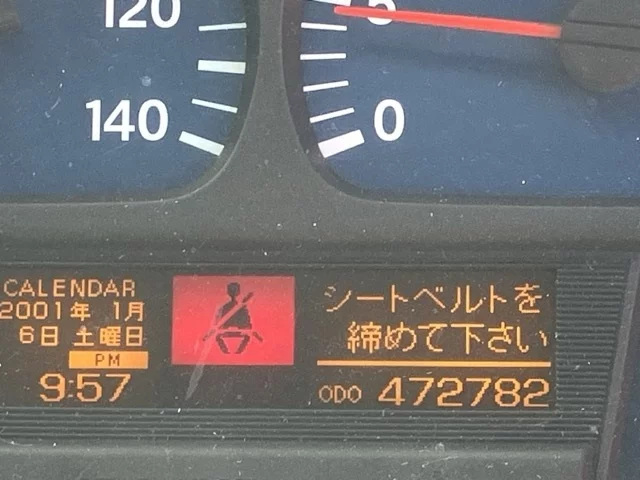 120
140
5
0
CALENDAR
2001年 1月
6日 土曜日
PM
9:57
シートベルトを
締めて下さい
ODO 472782